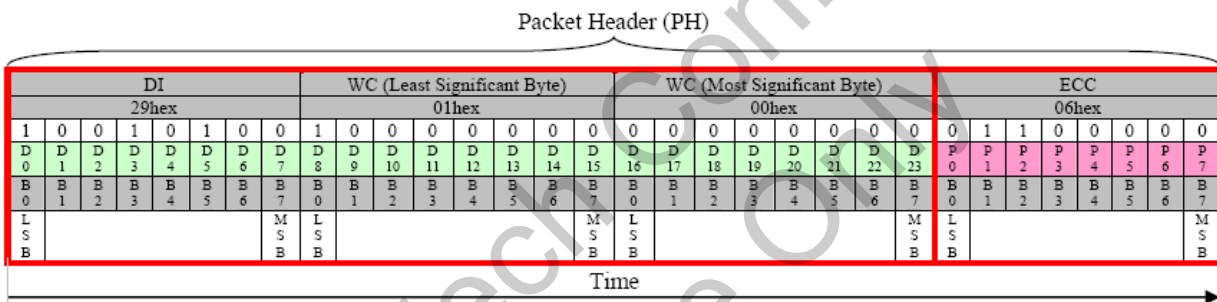 Packet Header (PH)
DI WC (Least Significant Byte) WC (Most Significant Byte) ECC
29hex 01hex 00hex 06hex
1 0 0 1 0 1 0 0 1 0 0 0 0 0 0 0 0 0 0 0 0 0 0 0 0 1 1 0 0 0 0 0
D0 D1 D2 D3 D4 D5 D6 D7 D8 D9 D10 D11 D12 D13 D14 D15 D16 D17 D18 D19 D20 D21 D22 D23 P0 P1 P2 P3 P4 P5 P6 P7
B0 B1 B2 B3 B4 B5 B6 B7 B0 B1 B2 B3 B4 B5 B6 B7 B0 B1 B2 B3 B4 B5 B6 B7 B0 B1 B2 B3 B4 B5 B6 B7
LSB MSB LSB MSB LSB MSB LSB MSB
Time